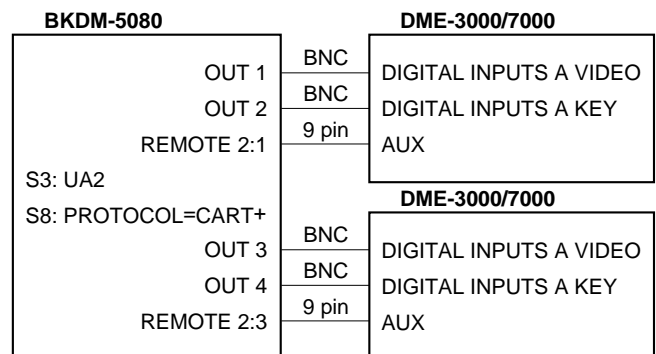 BKDM-5080
DME-3000/7000
OUT 1
BNC
DIGITAL INPUTS A VIDEO
OUT 2
BNC
DIGITAL INPUTS A KEY
REMOTE 2:1
9 pin
AUX
S3: UA2
DME-3000/7000
S8: PROTOCOL=CART+
OUT 3
BNC
DIGITAL INPUTS A VIDEO
OUT 4
BNC
DIGITAL INPUTS A KEY
REMOTE 2:3
9 pin
AUX